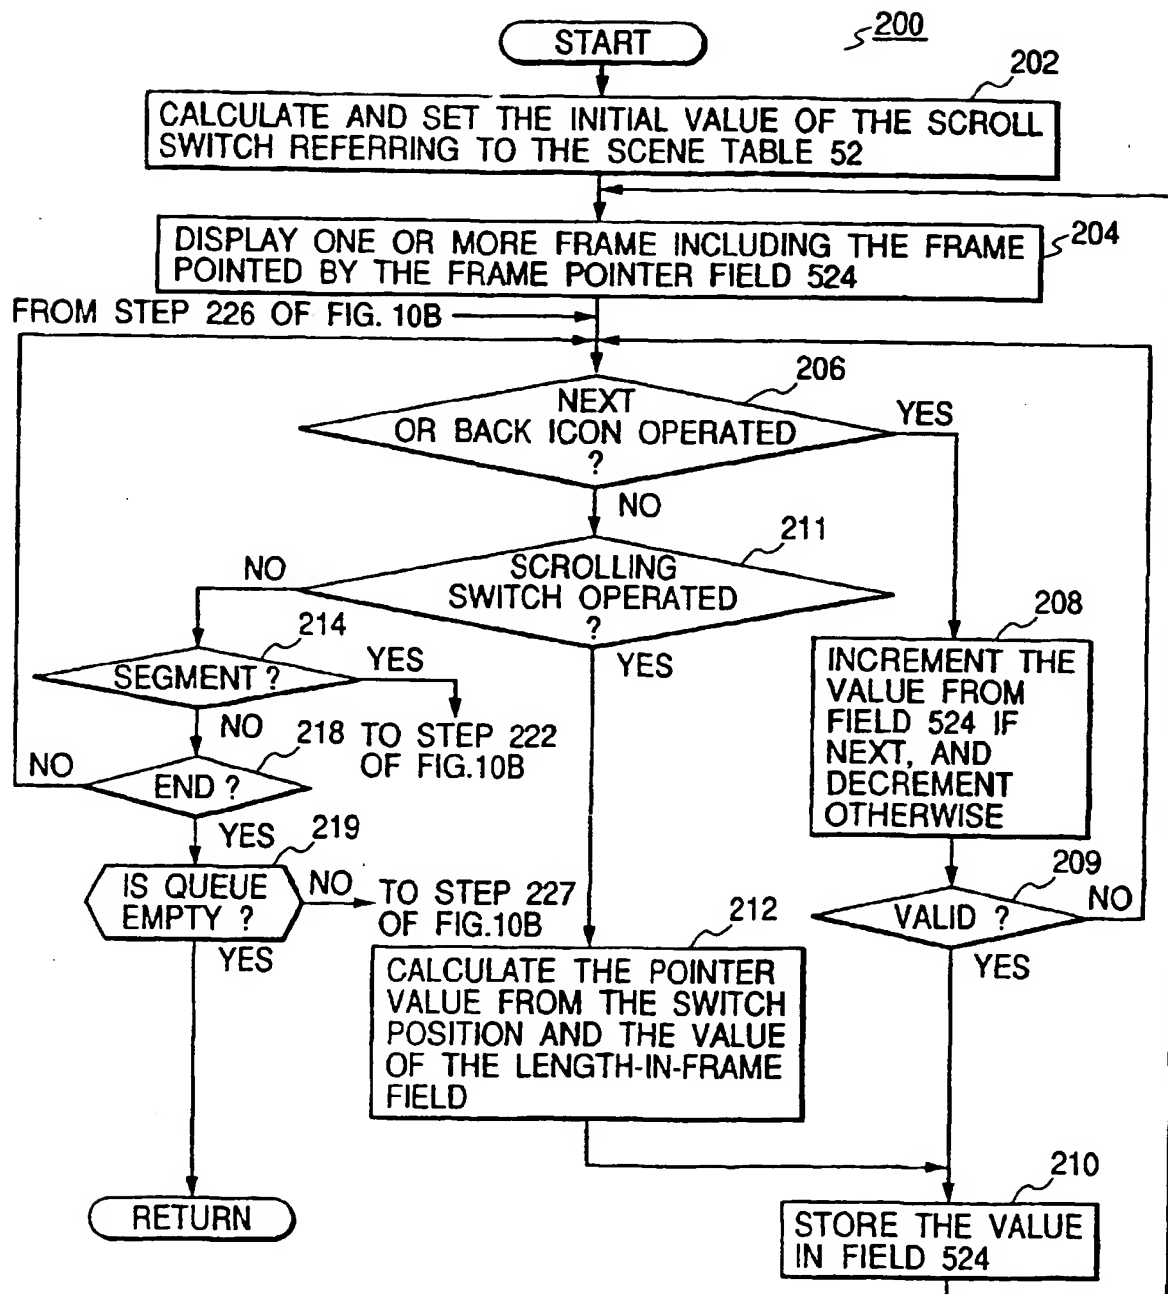 200
START
202
CALCULATE AND SET THE INITIAL VALUE OF THE SCROLL
SWITCH REFERRING TO THE SCENE TABLE 52
204
DISPLAY ONE OR MORE FRAME INCLUDING THE FRAME
POINTED BY THE FRAME POINTER FIELD 524
FROM STEP 226 OF FIG. 10B
206
NEXT
OR BACK ICON OPERATED
?
YES
NO
211
SCROLLING
SWITCH OPERATED
?
NO
YES
208
INCREMENT THE
VALUE FROM
FIELD 524 IF
NEXT, AND
DECREMENT
OTHERWISE
214
SEGMENT ?
YES
NO
TO STEP 222
OF FIG.10B
218
END ?
NO
YES
219
IS QUEUE
EMPTY ?
NO
TO STEP 227
OF FIG.10B
YES
209
VALID ?
NO
YES
212
CALCULATE THE POINTER
VALUE FROM THE SWITCH
POSITION AND THE VALUE
OF THE LENGTH-IN-FRAME
FIELD
210
STORE THE VALUE
IN FIELD 524
RETURN